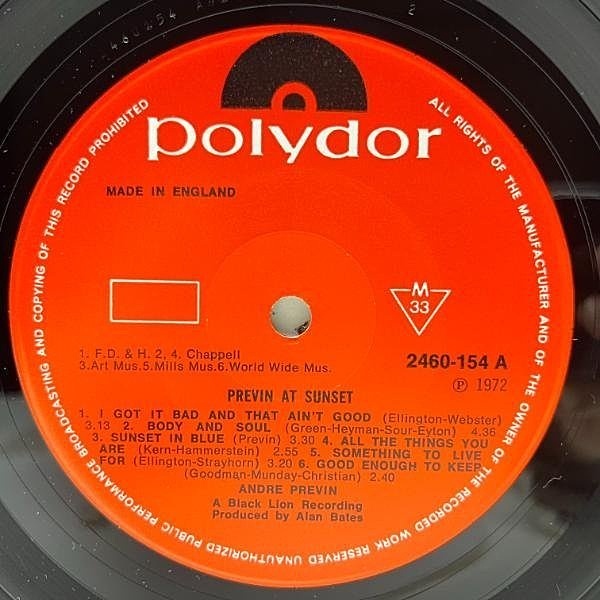 polydor
MADE IN ENGLAND
M
33
1. F.D. & H. 2, 4. Chappell
3.Art Mus.5. Mills Mus.6.World Wide Mus.
2460-154 A
Ⓟ 1972
PREVIN AT SUNSET
1. I GOT IT BAD AND THAT AIN'T GOOD (Ellington-Webster)
3.13 2. BODY AND SOUL (Green-Heyman-Sour-Eyton) 4.36
3. SUNSET IN BLUE (Previn) 3.30 4. ALL THE THINGS YOU
ARE (Kern-Hammerstein) 2.55 5. SOMETHING TO LIVE
FOR (Ellington-Strayhorn) 3.20 6. GOOD ENOUGH TO KEEP
(Goodman-Munday-Christian) 2.40
ANDRE PREVIN
A Black Lion Recording
Produced by Alan Bates
ALL RIGHTS OF THE MANUFACTURER AND OF THE OWNER OF THE RECORDED WORK RESERVED UNAUTHORIZED PUBLIC PERFORMANCE BROADCASTING AND COPYING OF THIS RECORD PROHIBITED
2